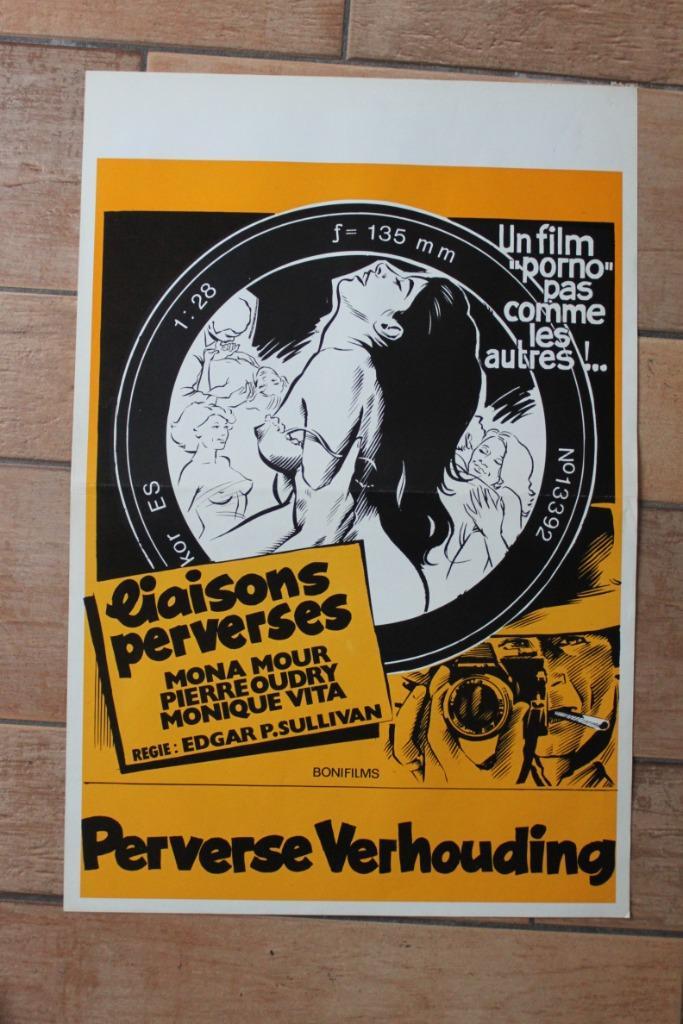 Un film
"porno"
pas
comme
les
autres !...
f= 135 mm
1:28
kor ES
Nº13392
liaisons
perverses
MONA MOUR
PIERRE OUDRY
MONIQUE VITA
REGIE : EDGAR P. SULLIVAN
BONIFILMS
Perverse Verhouding